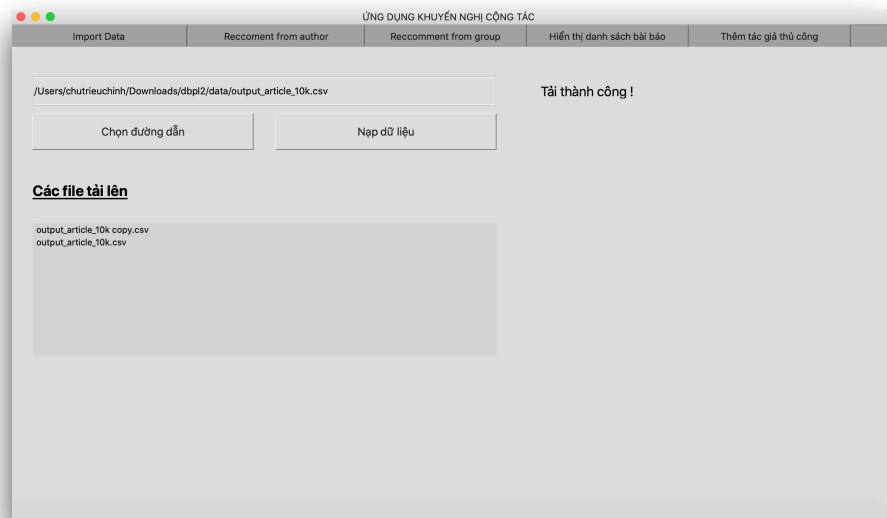 ỨNG DỤNG KHUYẾN NGHỊ CỘNG TÁC
Import Data Reccoment from author Reccomment from group Hiển thị danh sách bài báo Thêm tác giả thủ công
/Users/chutrieuchinh/Downloads/dbpl2/data/output_article_10k.csv
Tải thành công !
Chọn đường dẫn Nạp dữ liệu
Các file tải lên
output_article_10k copy.csv
output_article_10k.csv